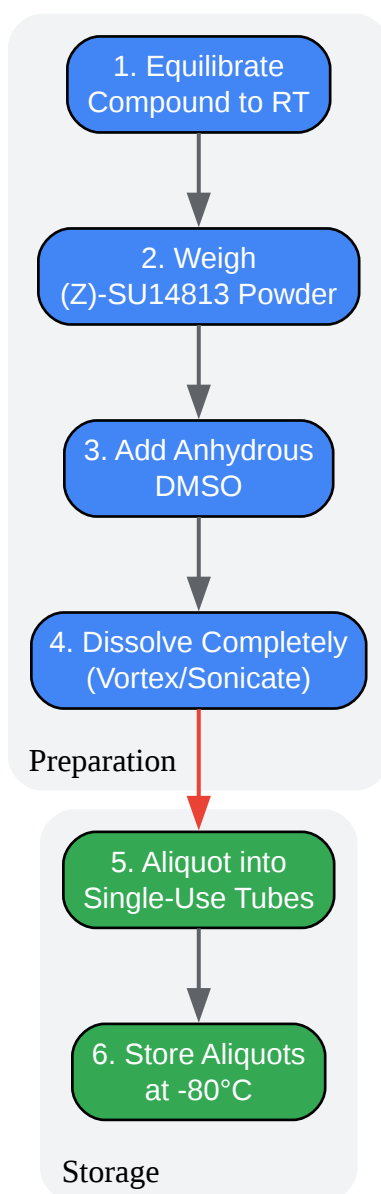 1. Equilibrate
Compound to RT
2. Weigh
(Z)-SU14813 Powder
3. Add Anhydrous
DMSO
4. Dissolve Completely
(Vortex/Sonicate)
Preparation
5. Aliquot into
Single-Use Tubes
6. Store Aliquots
at -80°C
Storage